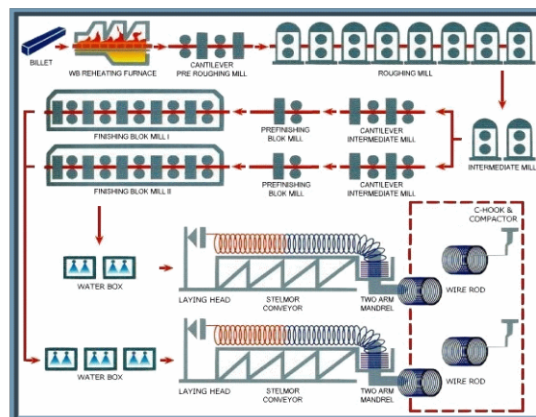 BILLET
WB REHEATING FURNACE
CANTILEVER
PRE ROUGHING MILL
ROUGHING MILL
FINISHING BLOK MILL I
PREFINISHING
BLOK MILL
CANTILEVER
INTERMEDIATE MILL
INTERMEDIATE MILL
FINISHING BLOK MILL II
PREFINISHING
BLOK MILL
CANTILEVER
INTERMEDIATE MILL
C-HOOK &
COMPACTOR
WATER BOX
LAYING HEAD
STELMOR
CONVEYOR
TWO ARM
MANDREL
WIRE ROD
WATER BOX
LAYING HEAD
STELMOR
CONVEYOR
TWO ARM
MANDREL
WIRE ROD